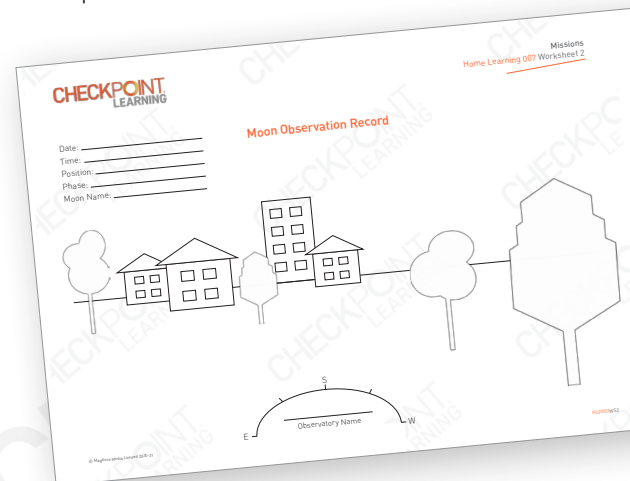 Missions
Home Learning 007 Worksheet 2
CHECKPOINT
LEARNING
Moon Observation Record
Date:
Time:
Position:
Phase:
Moon Name:
S
E
W
Observatory Name